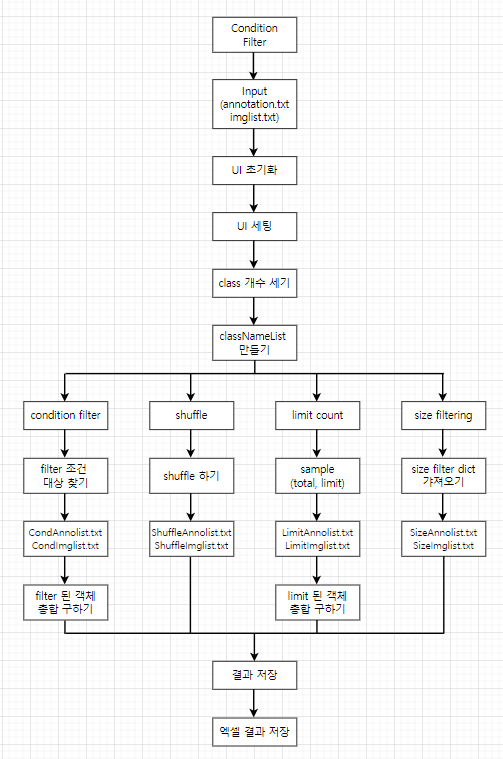 Condition
Filter
Input
(annotation.txt
imglist.txt)
UI 초기화
UI 세팅
class 개수 세기
classNameList
만들기
condition filter
shuffle
limit count
size filtering
filter 조건
대상 찾기
shuffle 하기
sample
(total, limit)
size filter dict
갸져오기
CondAnnolist.txt
CondImglist.txt
ShuffleAnnolist.txt
ShuffleImglist.txt
LimitAnnolist.txt
LimitImglist.txt
SizeAnnolist.txt
SizeImglist.txt
filter 된 객체
총합 구하기
limit 된 객체
총합 구하기
결과 저장
엑셀 결과 저장